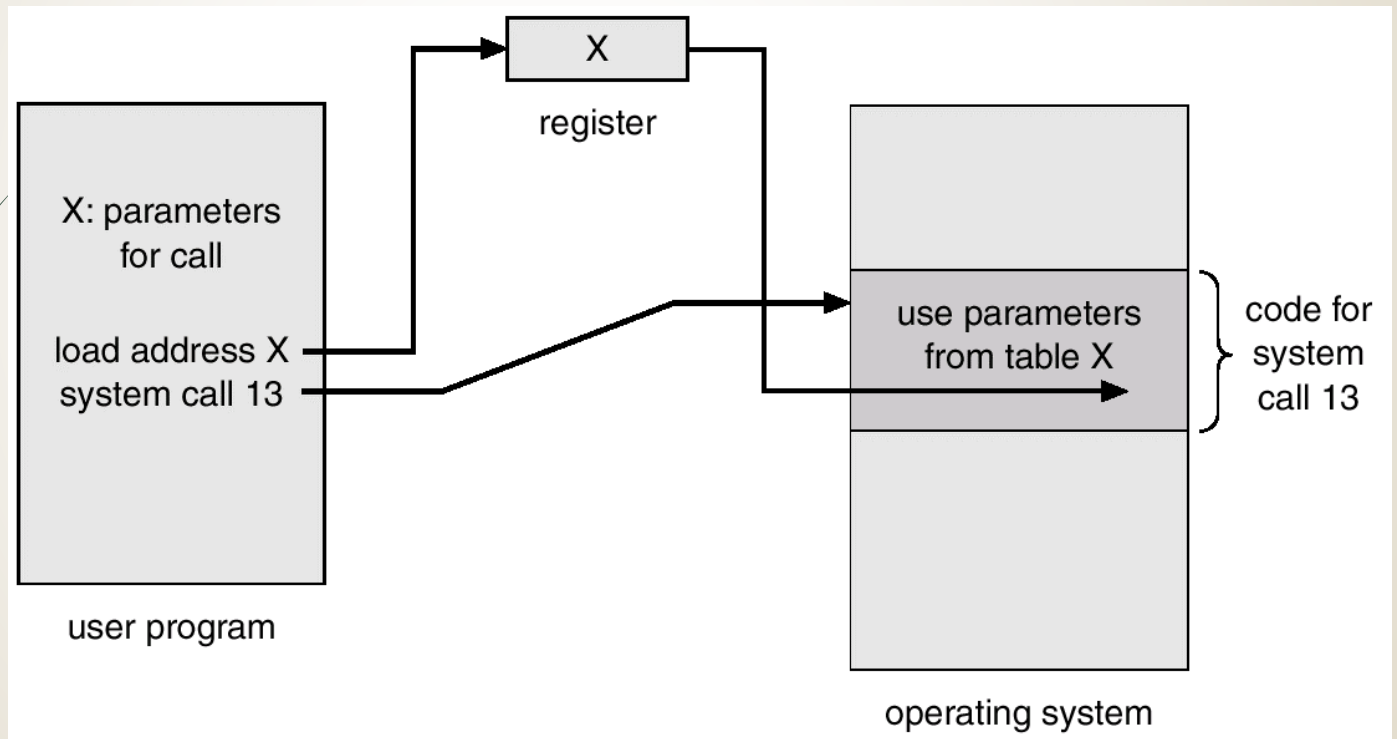 X
register
X: parameters
for call
load address X
system call 13
user program
use parameters
from table X
code for
system
call 13
operating system